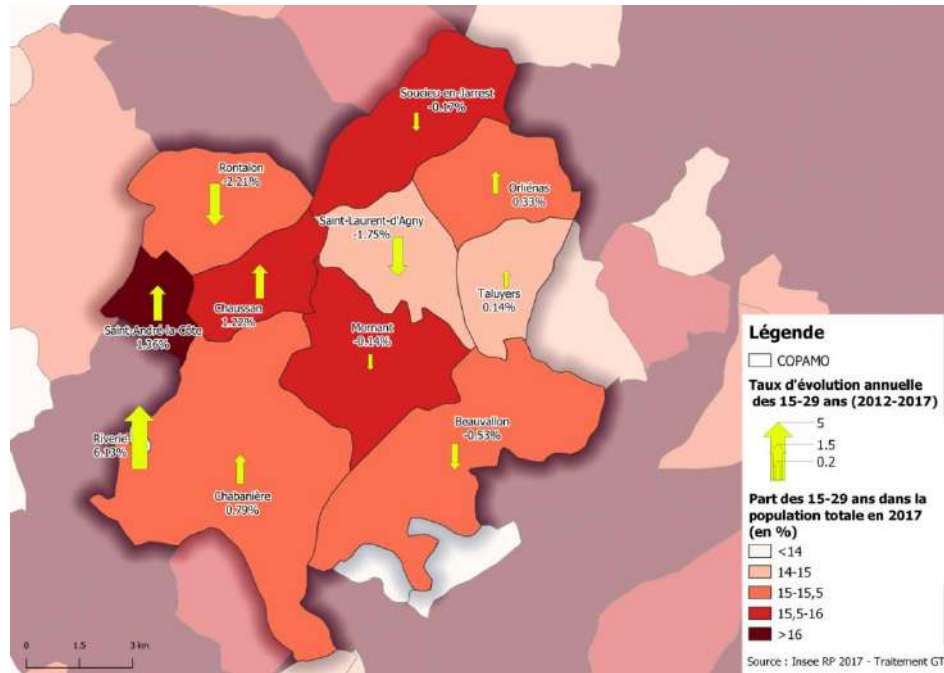 Soucieu-en-Jarrest
-0.17%
Rontalon
-2.21%
Orliénas
0.33%
Saint-Laurent-d'Agny
-1.75%
Taluyers
0.14%
Chaussan
1.22%
Saint-André-la-Côte
1.36%
Mornant
-0.14%
Beauvallon
-0.53%
Riverie
6.13%
Chabanière
0.79%
0 1.5 3 km
Légende
COPAMO
Taux d'évolution annuelle
des 15-29 ans (2012-2017)
5
1.5
0.2
Part des 15-29 ans dans la
population totale en 2017
(en %)
<14
14-15
15-15,5
15,5-16
>16
Source : Insee RP 2017 - Traitement GT